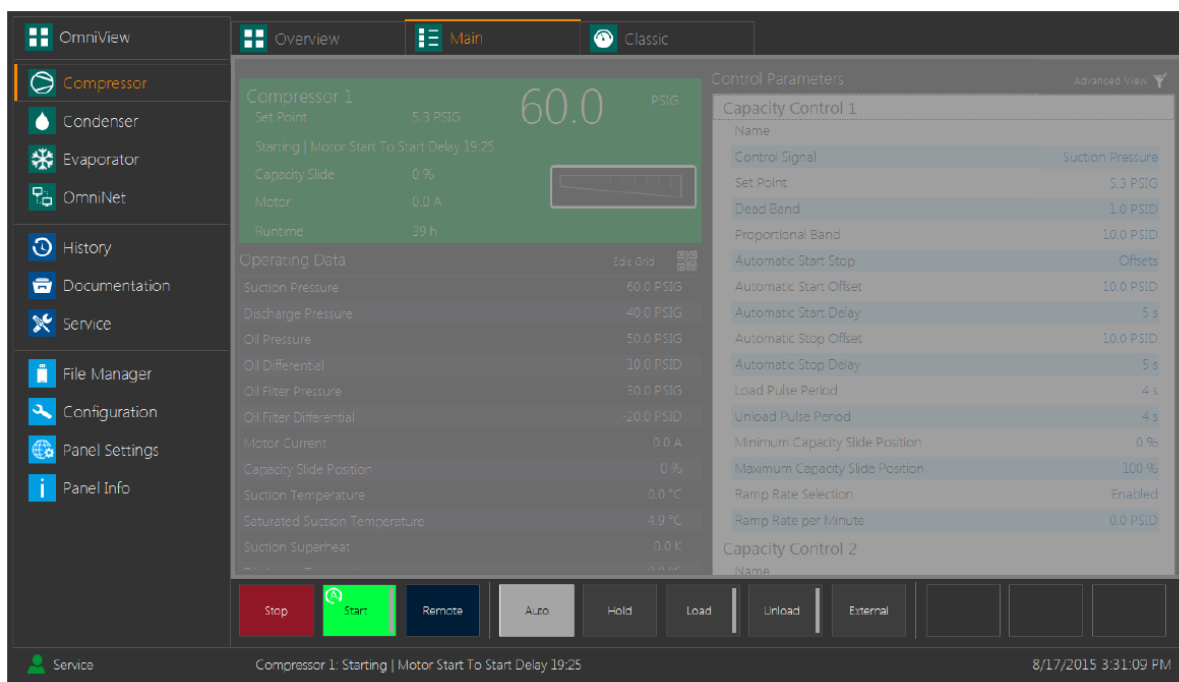 OmniView
Overview
Main
Classic
Compressor
Condenser
Evaporator
OmniNet
History
Documentation
Service
File Manager
Configuration
Panel Settings
Panel Info
Compressor 1
60.0 PSIG
Set Point 5.3 PSIG
Starting | Motor Start To Start Delay 19:25
Capacity Slide 0 %
Motor 0.0 A
Runtime 39 h
Operating Data Edit Grid
Suction Pressure 60.0 PSIG
Discharge Pressure 40.0 PSIG
Oil Pressure 50.0 PSIG
Oil Differential 10.0 PSID
Oil Filter Pressure 30.0 PSIG
Oil Filter Differential -20.0 PSID
Motor Current 0.0 A
Capacity Slide Position 0 %
Suction Temperature 0.0 °C
Saturated Suction Temperature 4.9 °C
Suction Superheat 0.0 K
Control Parameters Advanced View
Capacity Control 1
Name
Control Signal Suction Pressure
Set Point 5.3 PSIG
Dead Band 1.0 PSID
Proportional Band 10.0 PSID
Automatic Start Stop Offsets
Automatic Start Offset 10.0 PSID
Automatic Start Delay 5 s
Automatic Stop Offset 10.0 PSID
Automatic Stop Delay 5 s
Load Pulse Period 4 s
Unload Pulse Period 4 s
Minimum Capacity Slide Position 0 %
Maximum Capacity Slide Position 100 %
Ramp Rate Selection Enabled
Ramp Rate per Minute 0.0 PSID
Capacity Control 2
Name
Stop
A
Start
Remote
Auto
Hold
Load
Unload
External
Service
Compressor 1: Starting | Motor Start To Start Delay 19:25
8/17/2015 3:31:09 PM